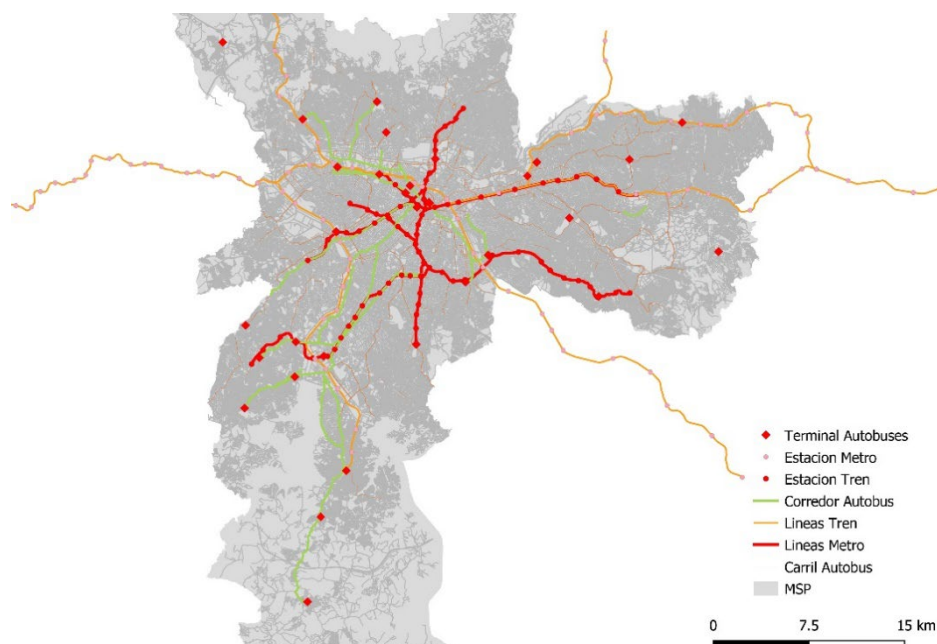 Terminal Autobuses
Estacion Metro
Estacion Tren
Corredor Autobus
Lineas Tren
Lineas Metro
Carril Autobus
MSP
0 7.5 15 km